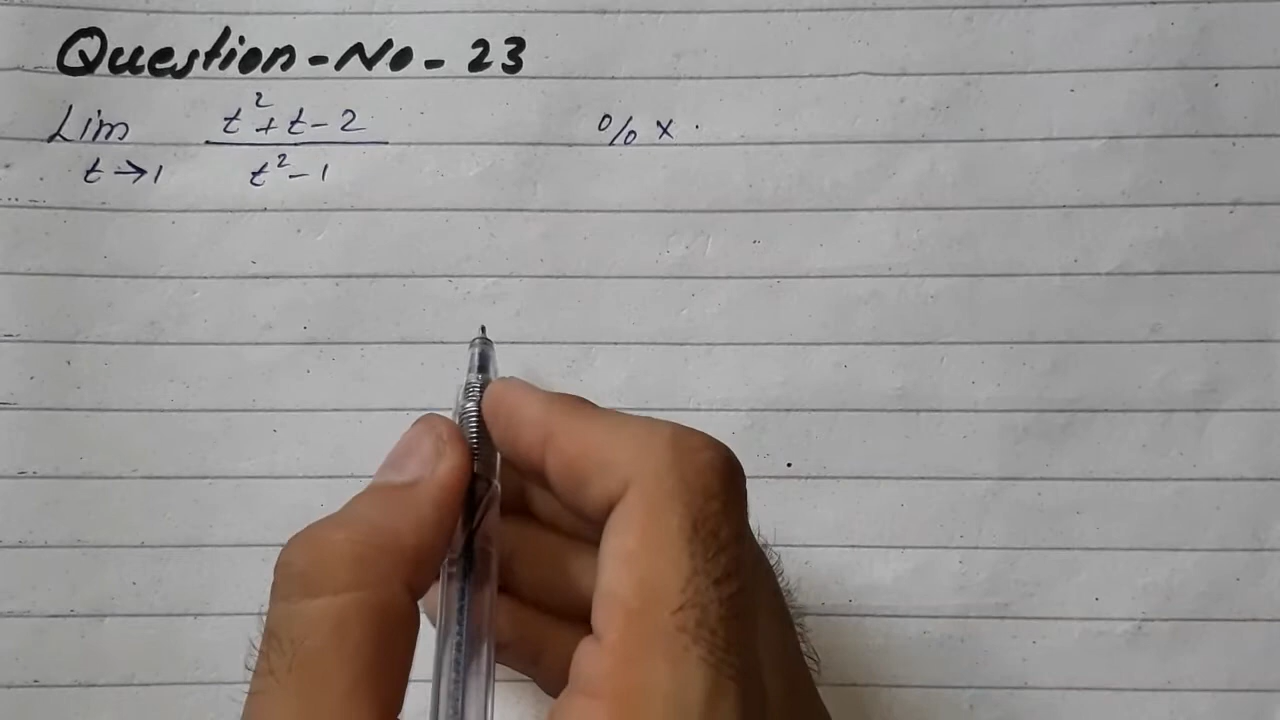 Question-No-23
Lim t→1 t²+t-2 / t²-1
0/0 ×